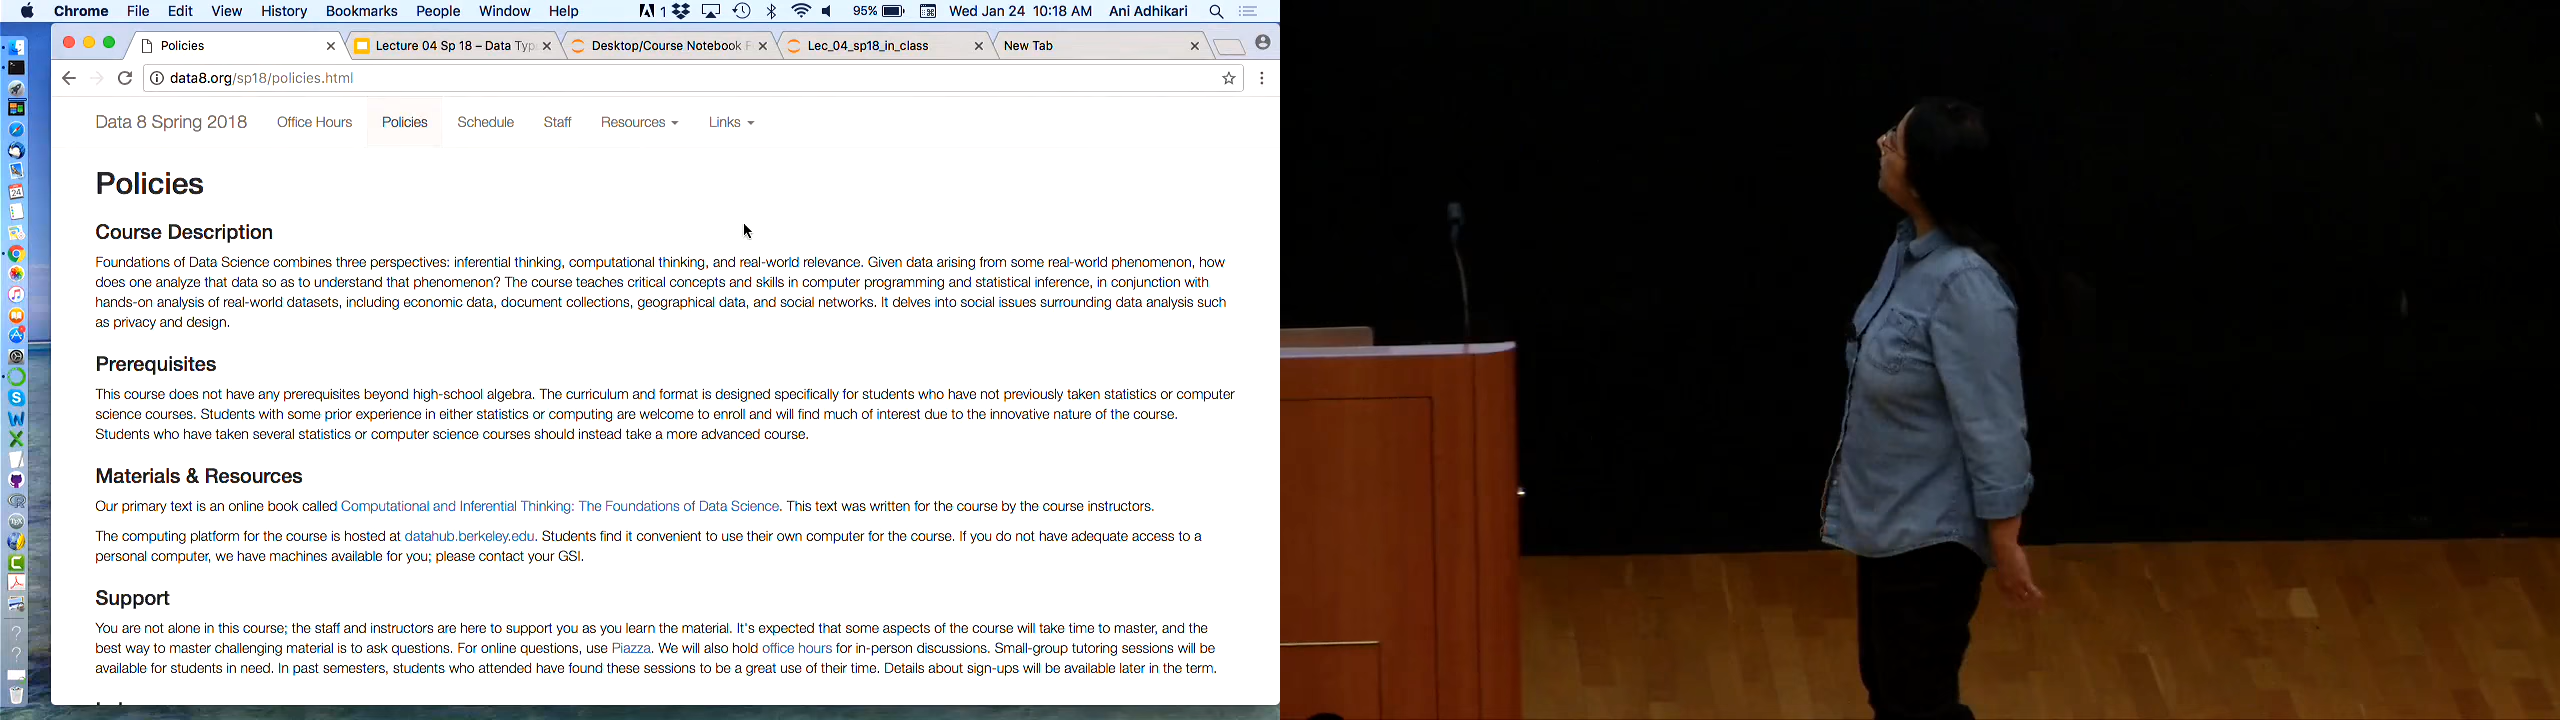 Chrome File Edit View History Bookmarks People Window Help 1 95% Wed Jan 24 10:18 AM Ani Adhikari
Policies Lecture 04 Sp 18 – Data Typ Desktop/Course Notebook F Lec_04_sp18_in_class New Tab
data8.org/sp18/policies.html
Data 8 Spring 2018 Office Hours Policies Schedule Staff Resources Links
Policies
Course Description
Foundations of Data Science combines three perspectives: inferential thinking, computational thinking, and real-world relevance. Given data arising from some real-world phenomenon, how
does one analyze that data so as to understand that phenomenon? The course teaches critical concepts and skills in computer programming and statistical inference, in conjunction with
hands-on analysis of real-world datasets, including economic data, document collections, geographical data, and social networks. It delves into social issues surrounding data analysis such
as privacy and design.
Prerequisites
This course does not have any prerequisites beyond high-school algebra. The curriculum and format is designed specifically for students who have not previously taken statistics or computer
science courses. Students with some prior experience in either statistics or computing are welcome to enroll and will find much of interest due to the innovative nature of the course.
Students who have taken several statistics or computer science courses should instead take a more advanced course.
Materials & Resources
Our primary text is an online book called Computational and Inferential Thinking: The Foundations of Data Science. This text was written for the course by the course instructors.
The computing platform for the course is hosted at datahub.berkeley.edu. Students find it convenient to use their own computer for the course. If you do not have adequate access to a
personal computer, we have machines available for you; please contact your GSI.
Support
You are not alone in this course; the staff and instructors are here to support you as you learn the material. It's expected that some aspects of the course will take time to master, and the
best way to master challenging material is to ask questions. For online questions, use Piazza. We will also hold office hours for in-person discussions. Small-group tutoring sessions will be
available for students in need. In past semesters, students who attended have found these sessions to be a great use of their time. Details about sign-ups will be available later in the term.